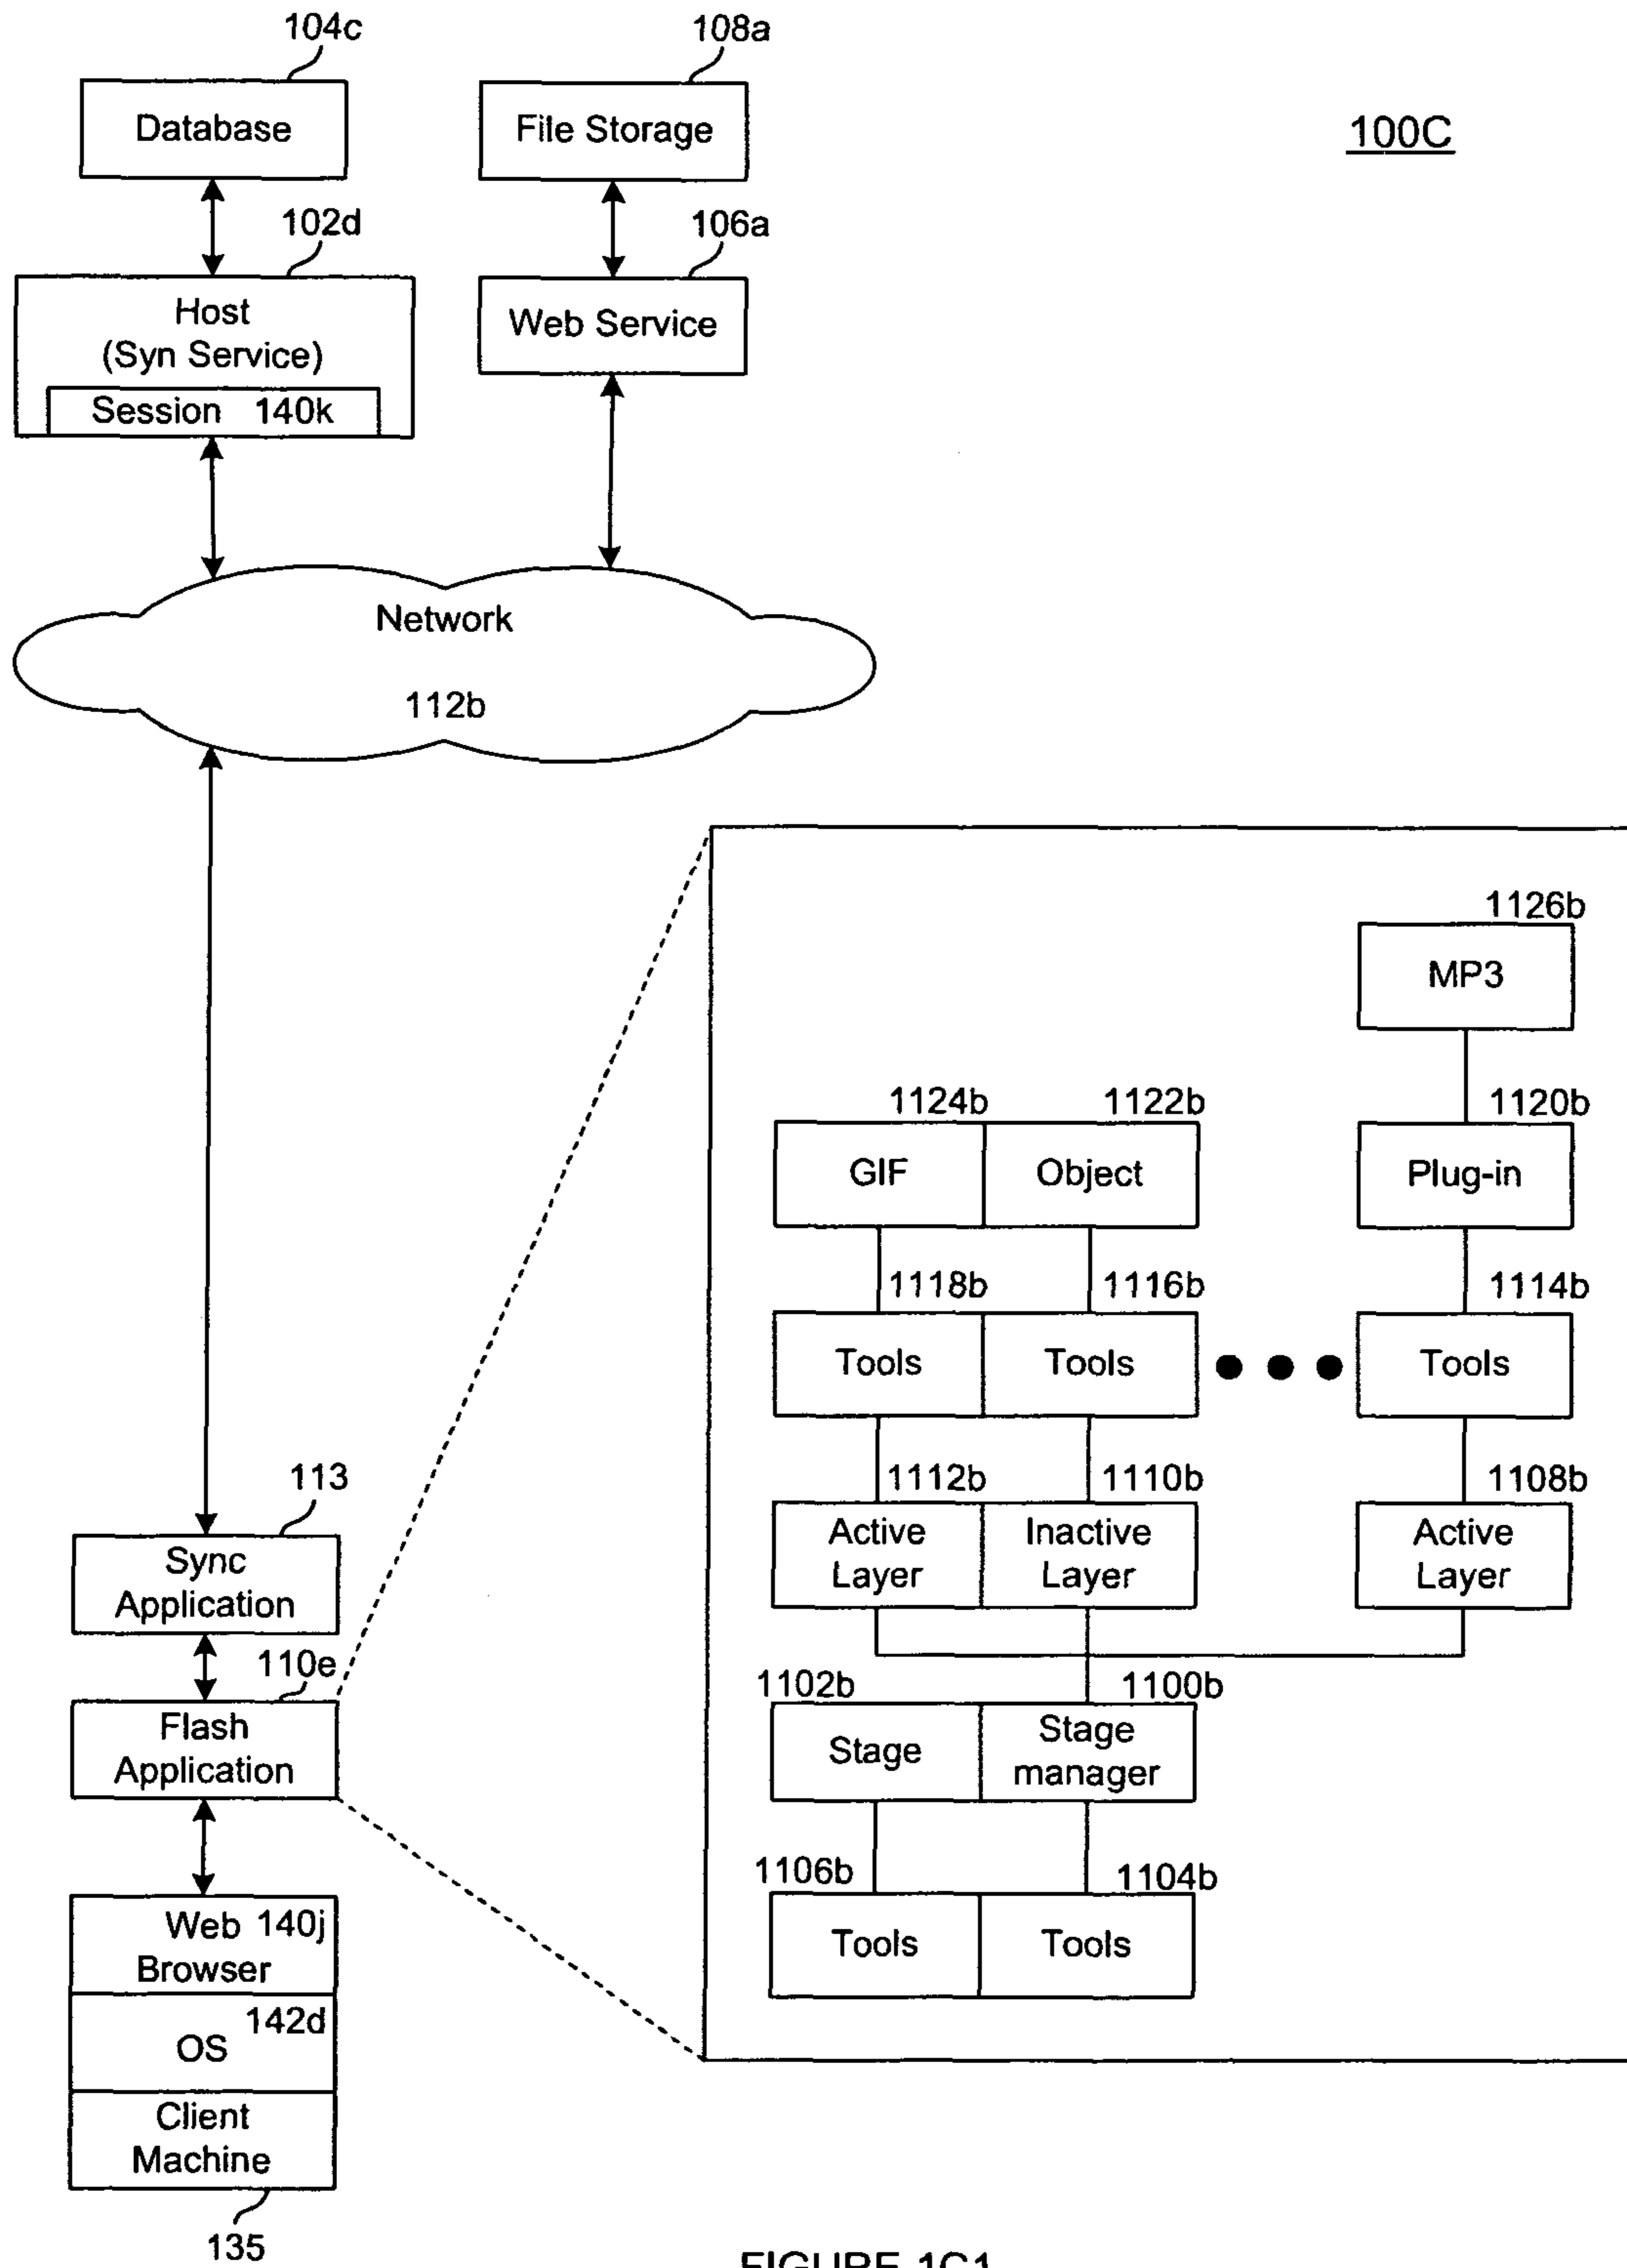 104c
108a
Database
File Storage
100C
102d
106a
Host
(Syn Service)
Session 140k
Web Service
Network
112b
1126b
MP3
1124b
1122b
1120b
GIF
Object
Plug-in
1118b
1116b
1114b
Tools
Tools
Tools
1112b
1110b
1108b
Active
Layer
Inactive
Layer
Active
Layer
113
Sync
Application
110e
Flash
Application
1102b
1100b
Stage
Stage
manager
1106b
1104b
Tools
Tools
Web 140j
Browser
142d
OS
Client
Machine
135
FIGURE 1C1